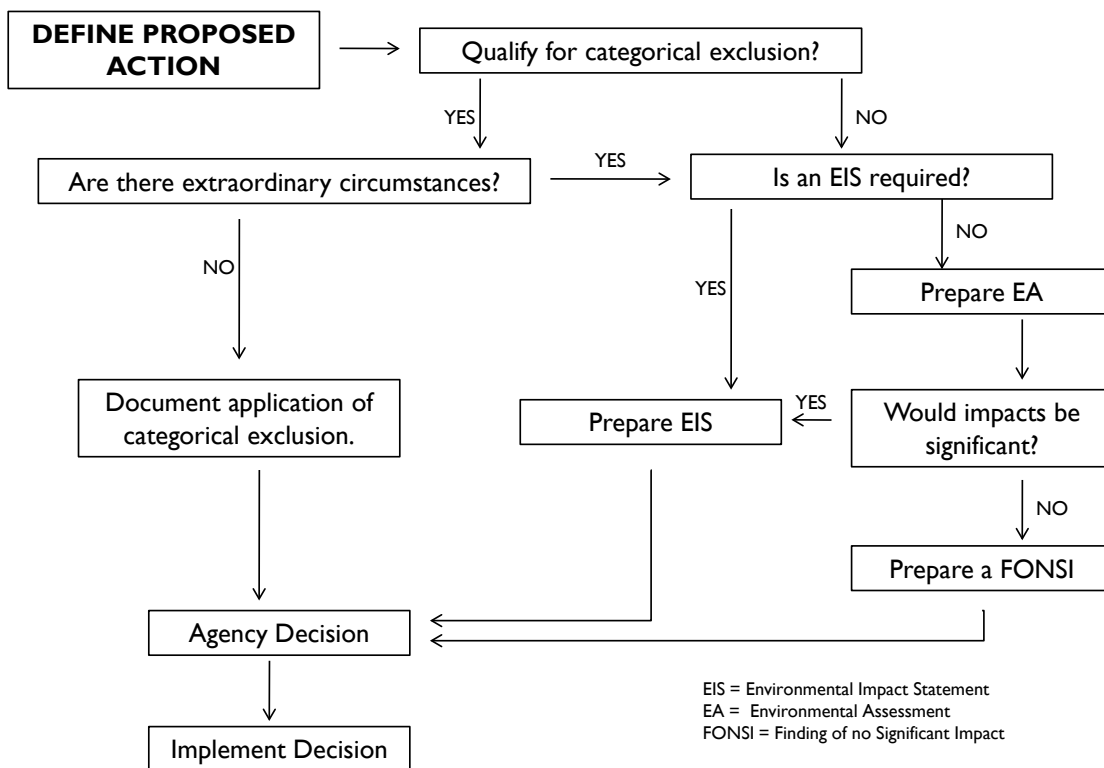 DEFINE PROPOSED
ACTION
Qualify for categorical exclusion?
YES
NO
Are there extraordinary circumstances?
YES
Is an EIS required?
NO
YES
NO
Prepare EA
Document application of
categorical exclusion.
Prepare EIS
YES
Would impacts be
significant?
NO
Prepare a FONSI
Agency Decision
Implement Decision
EIS = Environmental Impact Statement
EA = Environmental Assessment
FONSI = Finding of no Significant Impact